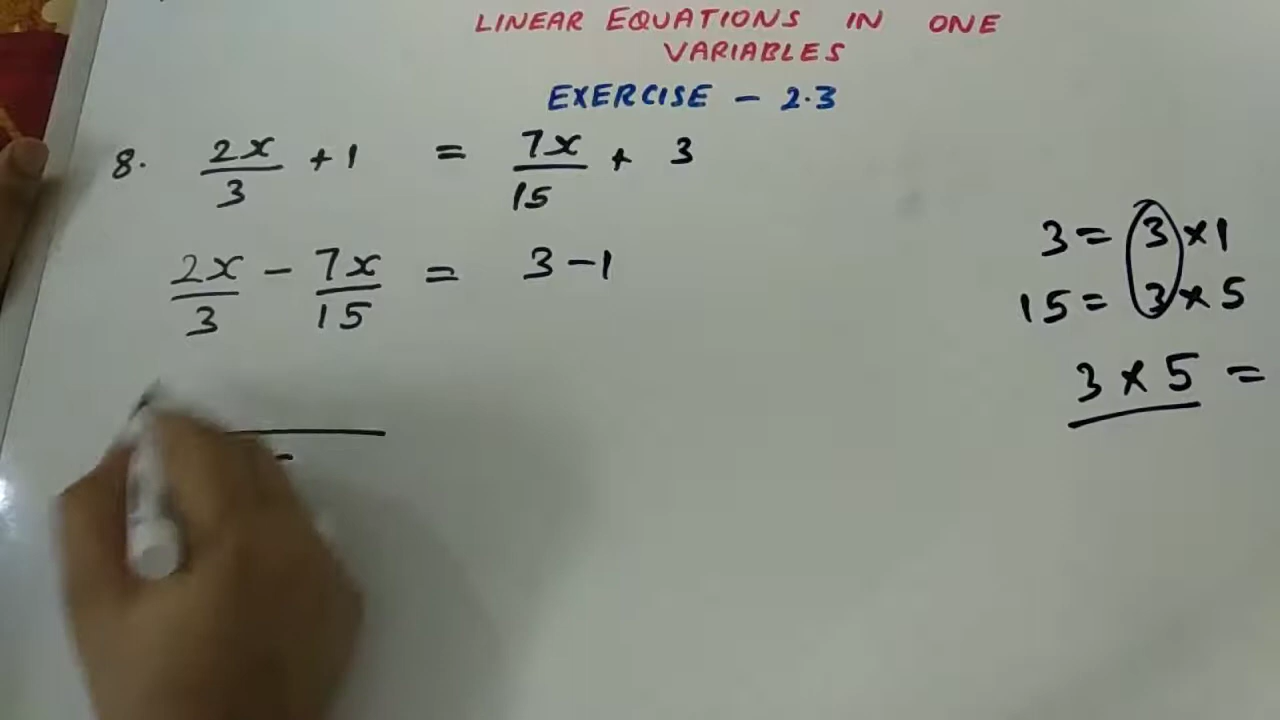 LINEAR EQUATIONS IN ONE
VARIABLES
EXERCISE - 2.3
8. 2x/3 + 1 = 7x/15 + 3
2x/3 - 7x/15 = 3 - 1
3 = 3 × 1
15 = 3 × 5
3 × 5 =